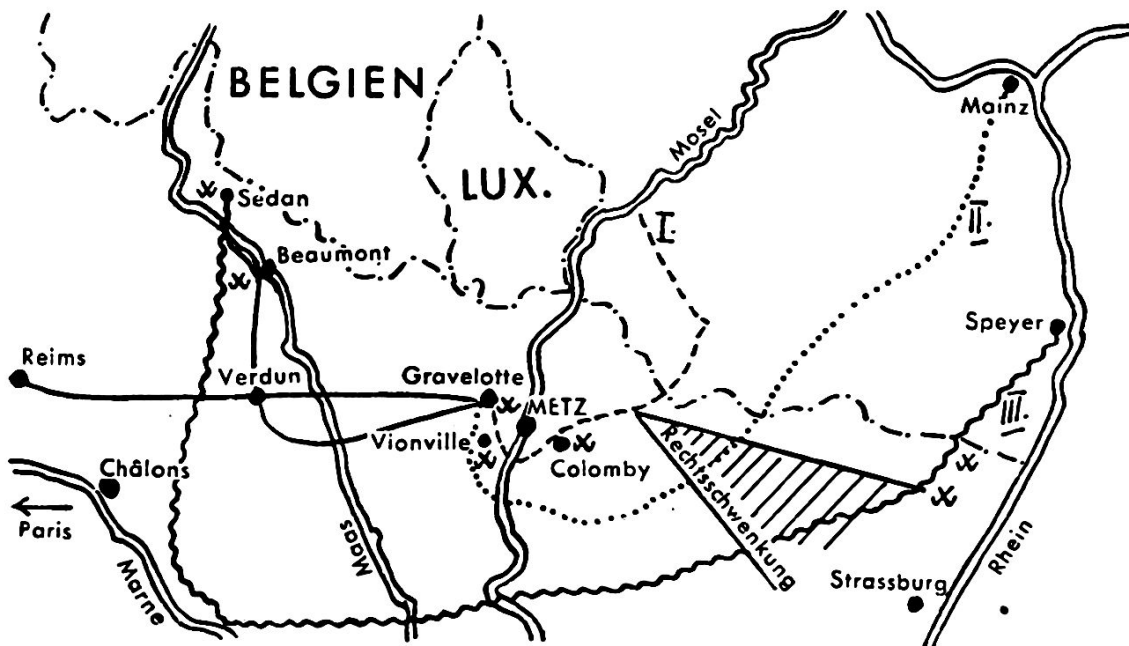 BELGIEN
Mainz
Mosel
LUX.
Sedan
I.
II.
Beaumont
Speyer
Reims
Verdun
Gravelotte
METZ
III.
Vionville
Colomby
Rechtsschwenkung
Châlons
Paris
Maas
Marne
Strassburg
Rhein